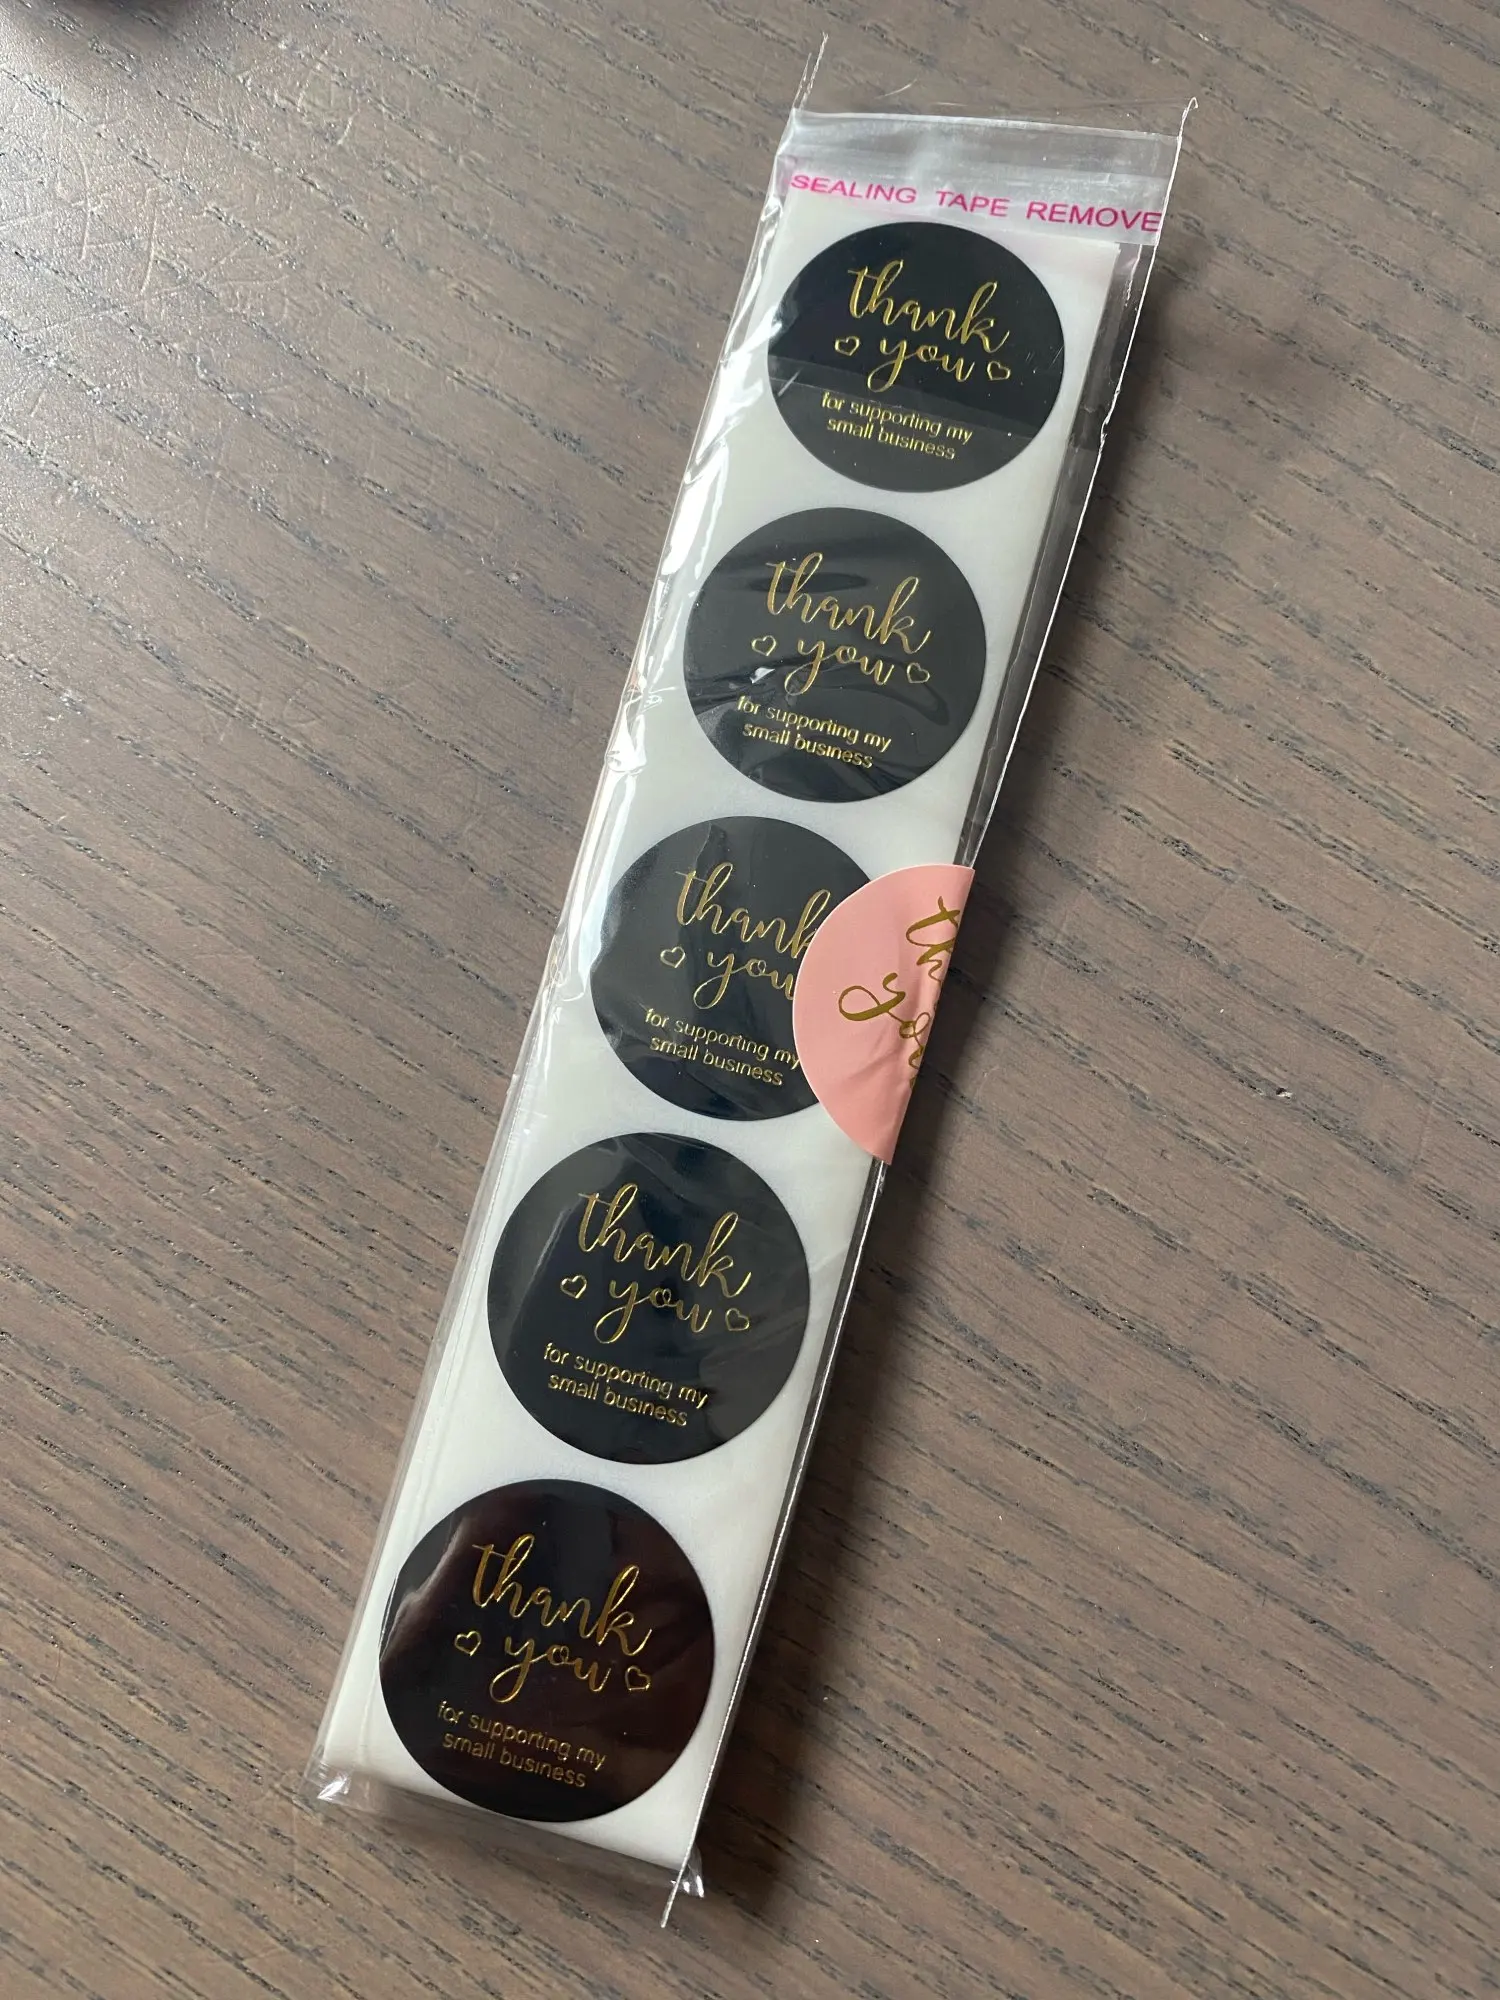 SEALING TAPE REMOVE
thank
you
for supporting my
small business
thank
you
for supporting my
small business
thank
you
for supporting my
small business
th
yo
thank
you
for supporting my
small business
thank
you
for supporting my
small business